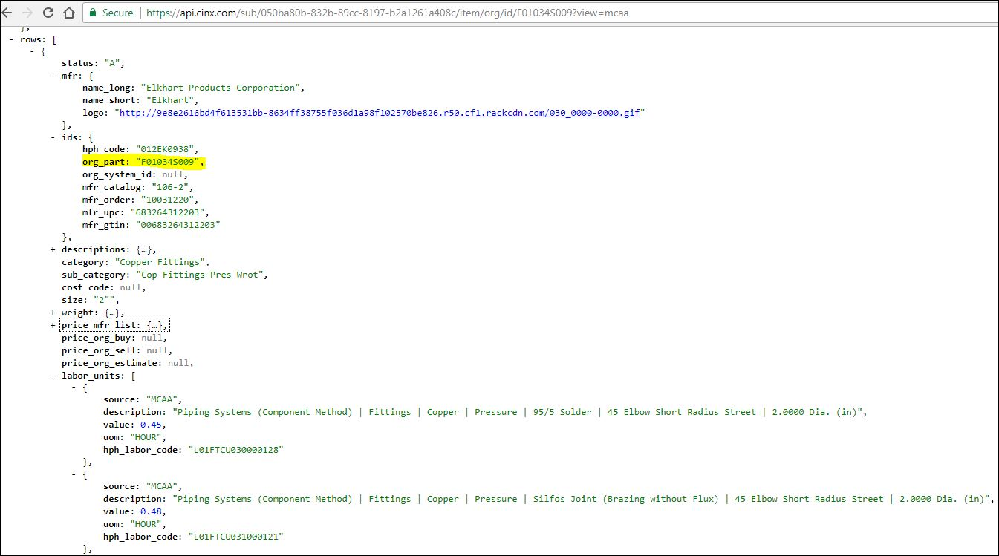 Secure | https://api.cinx.com/sub/050ba80b-832b-89cc-8197-b2a1261a408c/item/org/id/F01034S009?view=mcaa
},
- rows: [
- {
status: "A",
- mfr: {
name_long: "Elkhart Products Corporation",
name_short: "Elkhart",
logo: "http://9e8e2616bd4f613531bb-8634ff38755f036d1a98f102570be826.r50.cf1.rackcdn.com/030_0000-0000.gif"
},
- ids: {
hph_code: "012EK0938",
org_part: "F01034S009",
org_system_id: null,
mfr_catalog: "106-2",
mfr_order: "10031220",
mfr_upc: "683264312203",
mfr_gtin: "00683264312203"
},
+ descriptions: {…},
category: "Copper Fittings",
sub_category: "Cop Fittings-Pres Wrot",
cost_code: null,
size: "2"",
+ weight: {…},
+ price_mfr_list: {…},
price_org_buy: null,
price_org_sell: null,
price_org_estimate: null,
- labor_units: [
- {
source: "MCAA",
description: "Piping Systems (Component Method) | Fittings | Copper | Pressure | 95/5 Solder | 45 Elbow Short Radius Street | 2.0000 Dia. (in)",
value: 0.45,
uom: "HOUR",
hph_labor_code: "L01FTCU030000128"
},
- {
source: "MCAA",
description: "Piping Systems (Component Method) | Fittings | Copper | Pressure | Silfos Joint (Brazing without Flux) | 45 Elbow Short Radius Street | 2.0000 Dia. (in)",
value: 0.48,
uom: "HOUR",
hph_labor_code: "L01FTCU031000121"
},